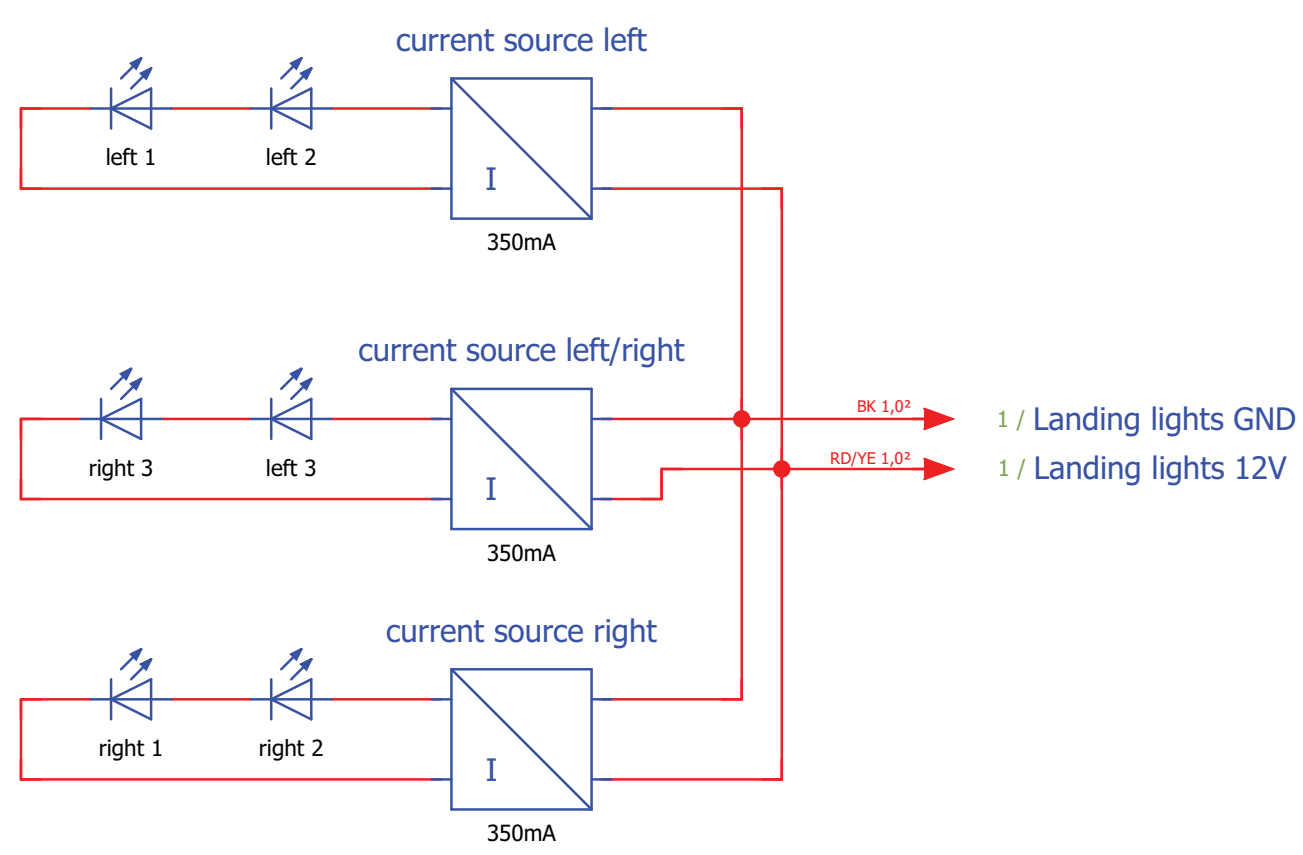 current source left
left 1
left 2
I
350mA
current source left/right
right 3
left 3
I
350mA
BK 1,0²
1 / Landing lights GND
RD/YE 1,0²
1 / Landing lights 12V
current source right
right 1
right 2
I
350mA